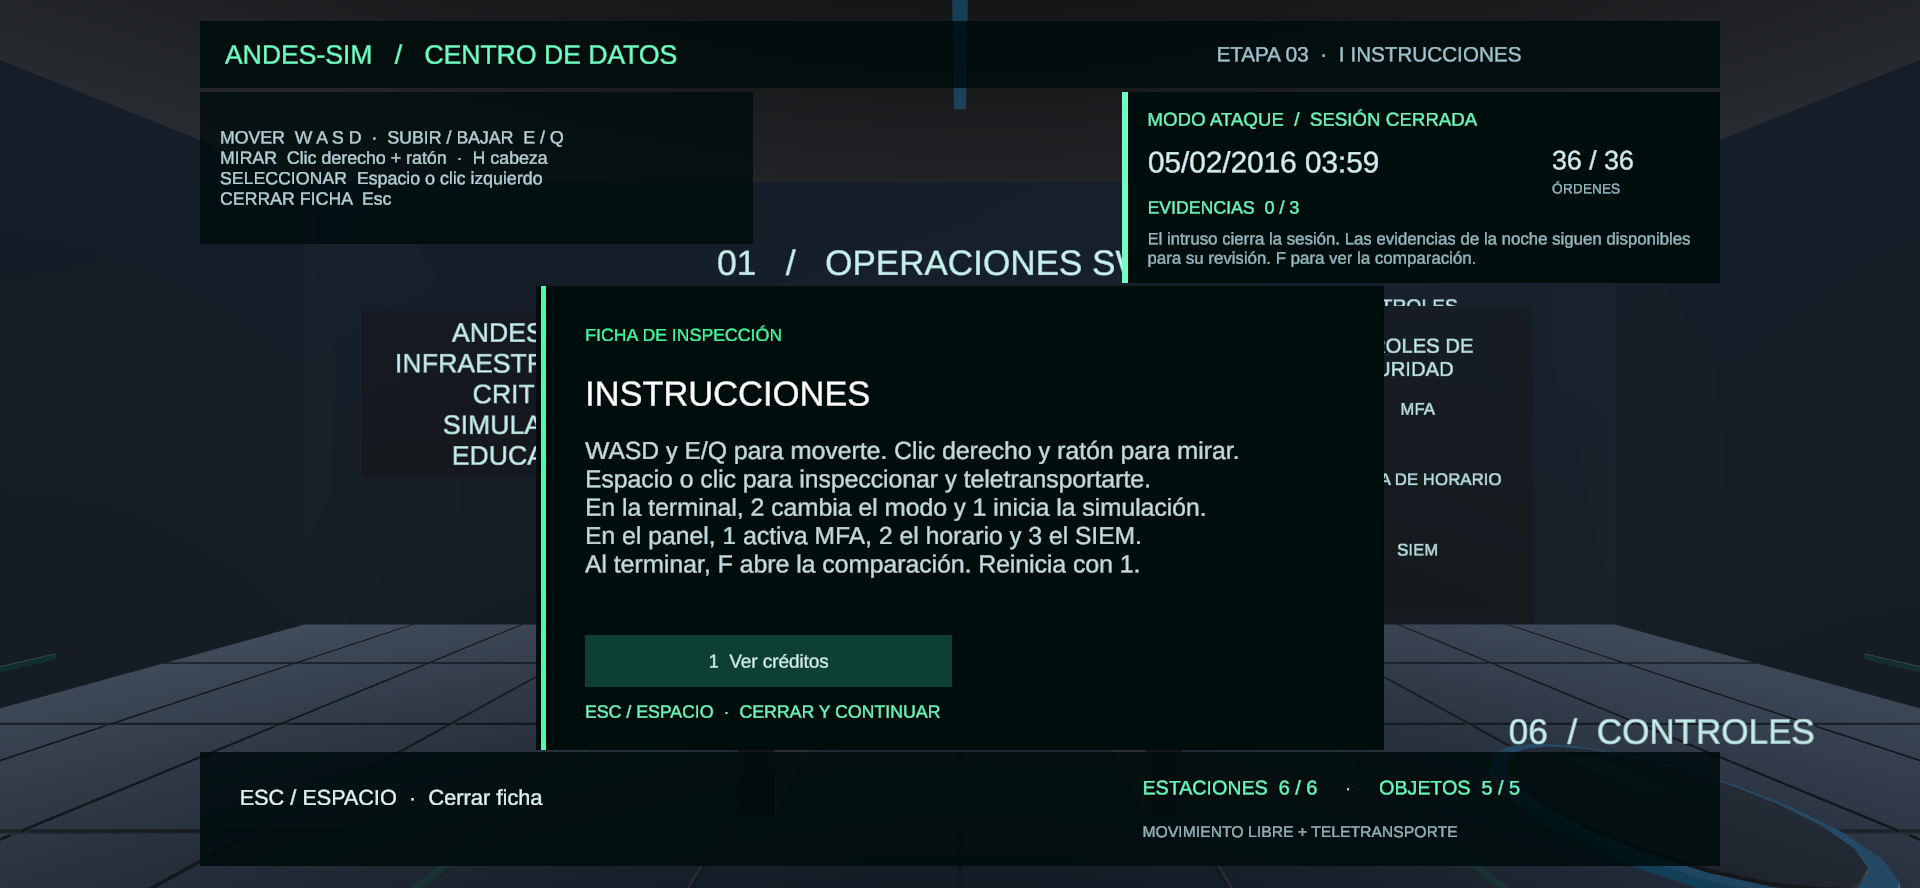 ANDES-SIM / CENTRO DE DATOS
ETAPA 03 · I INSTRUCCIONES
MOVER W A S D · SUBIR / BAJAR E / Q
MIRAR Clic derecho + ratón · H cabeza
SELECCIONAR Espacio o clic izquierdo
CERRAR FICHA Esc
MODO ATAQUE / SESIÓN CERRADA
05/02/2016 03:59
36 / 36
ÓRDENES
EVIDENCIAS 0 / 3
El intruso cierra la sesión. Las evidencias de la noche siguen disponibles
para su revisión. F para ver la comparación.
01 / OPERACIONES
ANDES
MFA
DE HORARIO
SIEM
FICHA DE INSPECCIÓN
INSTRUCCIONES
WASD y E/Q para moverte. Clic derecho y ratón para mirar.
Espacio o clic para inspeccionar y teletransportarte.
En la terminal, 2 cambia el modo y 1 inicia la simulación.
En el panel, 1 activa MFA, 2 el horario y 3 el SIEM.
Al terminar, F abre la comparación. Reinicia con 1.
1 Ver créditos
ESC / ESPACIO · CERRAR Y CONTINUAR
06 / CONTROLES
ESC / ESPACIO · Cerrar ficha
ESTACIONES 6 / 6 · OBJETOS 5 / 5
MOVIMIENTO LIBRE + TELETRANSPORTE